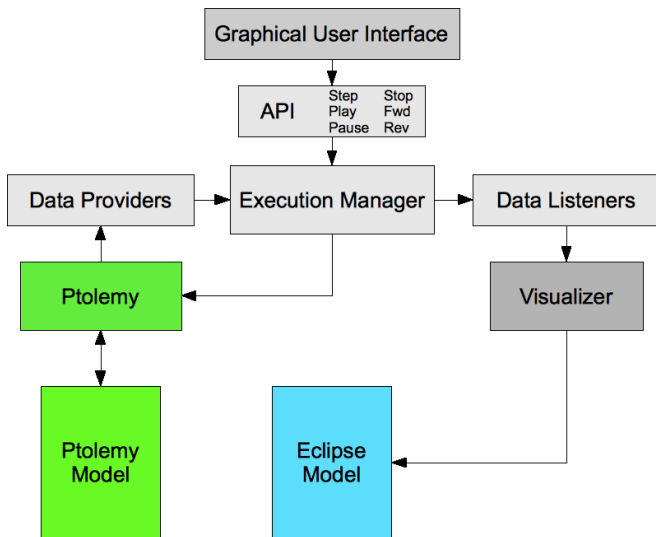 Graphical User Interface
API
Step Stop
Play Fwd
Pause Rev
Data Providers
Execution Manager
Data Listeners
Ptolemy
Visualizer
Ptolemy
Model
Eclipse
Model